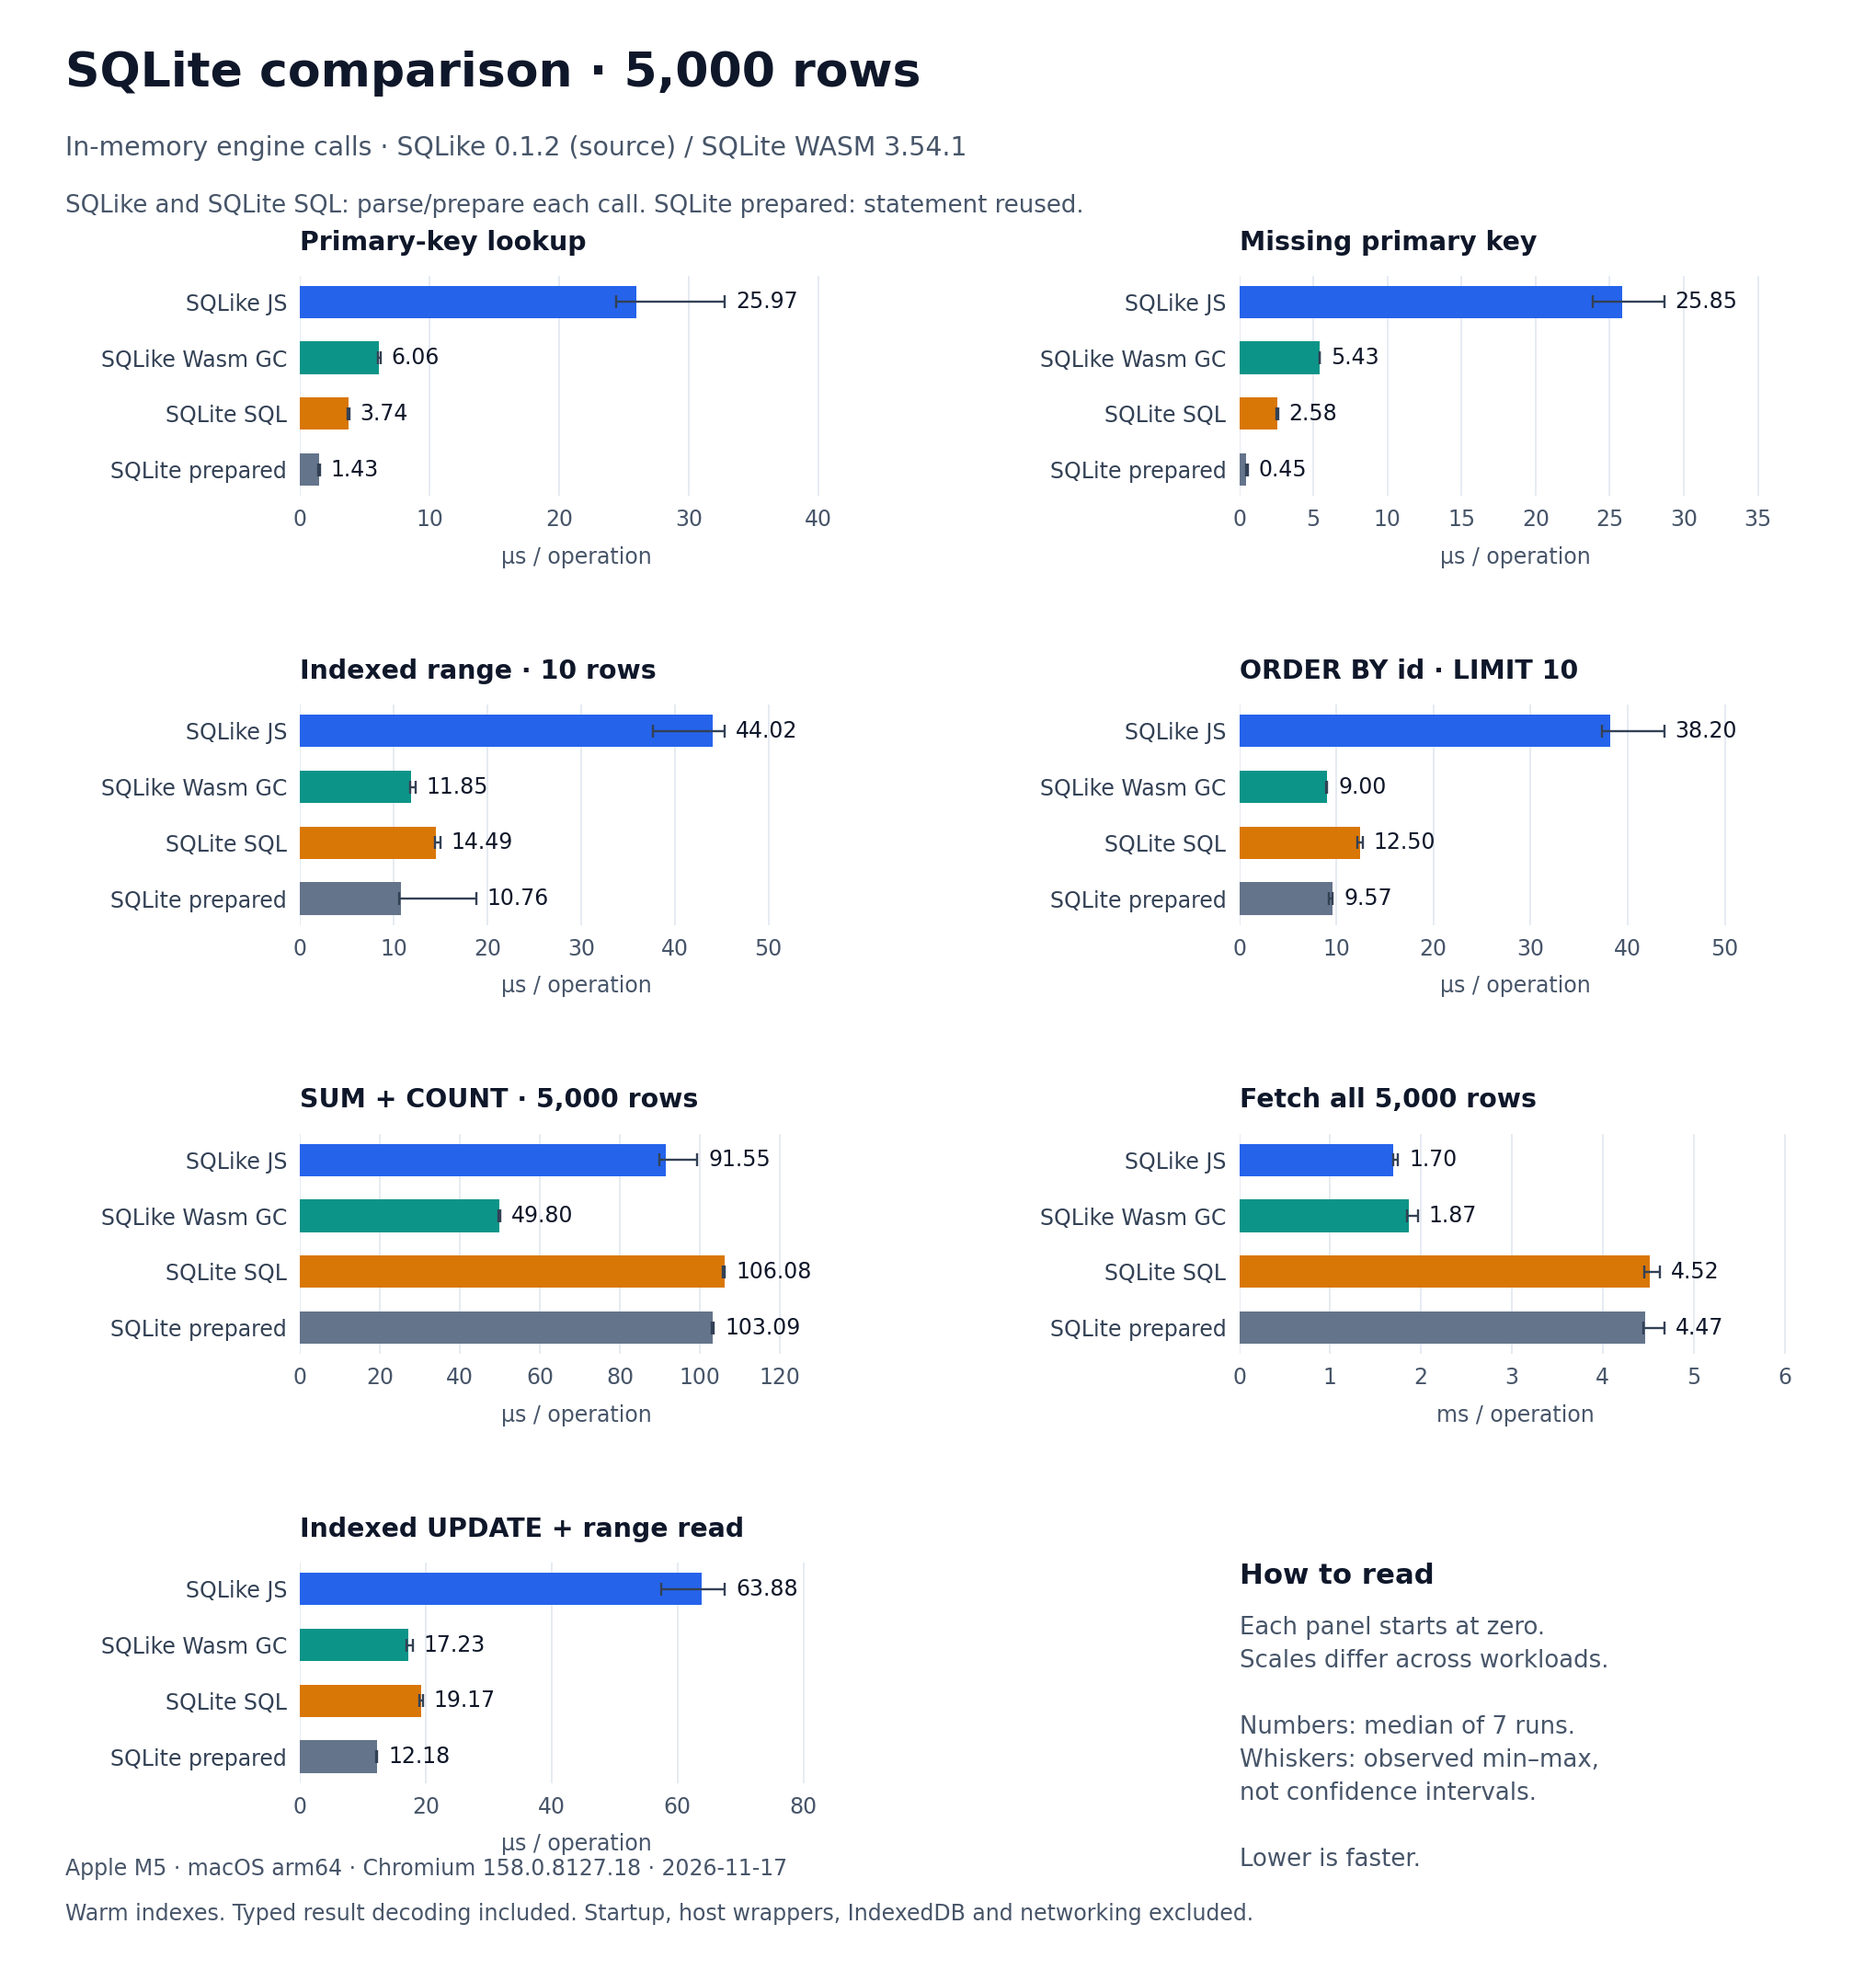 SQLite comparison · 5,000 rows
In-memory engine calls · SQLike 0.1.2 (source) / SQLite WASM 3.54.1
SQLike and SQLite SQL: parse/prepare each call. SQLite prepared: statement reused.
Primary-key lookup
SQLike JS 25.97
SQLike Wasm GC 6.06
SQLite SQL 3.74
SQLite prepared 1.43
0 10 20 30 40
µs / operation
Missing primary key
SQLike JS 25.85
SQLike Wasm GC 5.43
SQLite SQL 2.58
SQLite prepared 0.45
0 5 10 15 20 25 30 35
µs / operation
Indexed range · 10 rows
SQLike JS 44.02
SQLike Wasm GC 11.85
SQLite SQL 14.49
SQLite prepared 10.76
0 10 20 30 40 50
µs / operation
ORDER BY id · LIMIT 10
SQLike JS 38.20
SQLike Wasm GC 9.00
SQLite SQL 12.50
SQLite prepared 9.57
0 10 20 30 40 50
µs / operation
SUM + COUNT · 5,000 rows
SQLike JS 91.55
SQLike Wasm GC 49.80
SQLite SQL 106.08
SQLite prepared 103.09
0 20 40 60 80 100 120
µs / operation
Fetch all 5,000 rows
SQLike JS 1.70
SQLike Wasm GC 1.87
SQLite SQL 4.52
SQLite prepared 4.47
0 1 2 3 4 5 6
ms / operation
Indexed UPDATE + range read
SQLike JS 63.88
SQLike Wasm GC 17.23
SQLite SQL 19.17
SQLite prepared 12.18
0 20 40 60 80
µs / operation
How to read
Each panel starts at zero.
Scales differ across workloads.
Numbers: median of 7 runs.
Whiskers: observed min–max,
not confidence intervals.
Lower is faster.
Apple M5 · macOS arm64 · Chromium 158.0.8127.18 · 2026-11-17
Warm indexes. Typed result decoding included. Startup, host wrappers, IndexedDB and networking excluded.